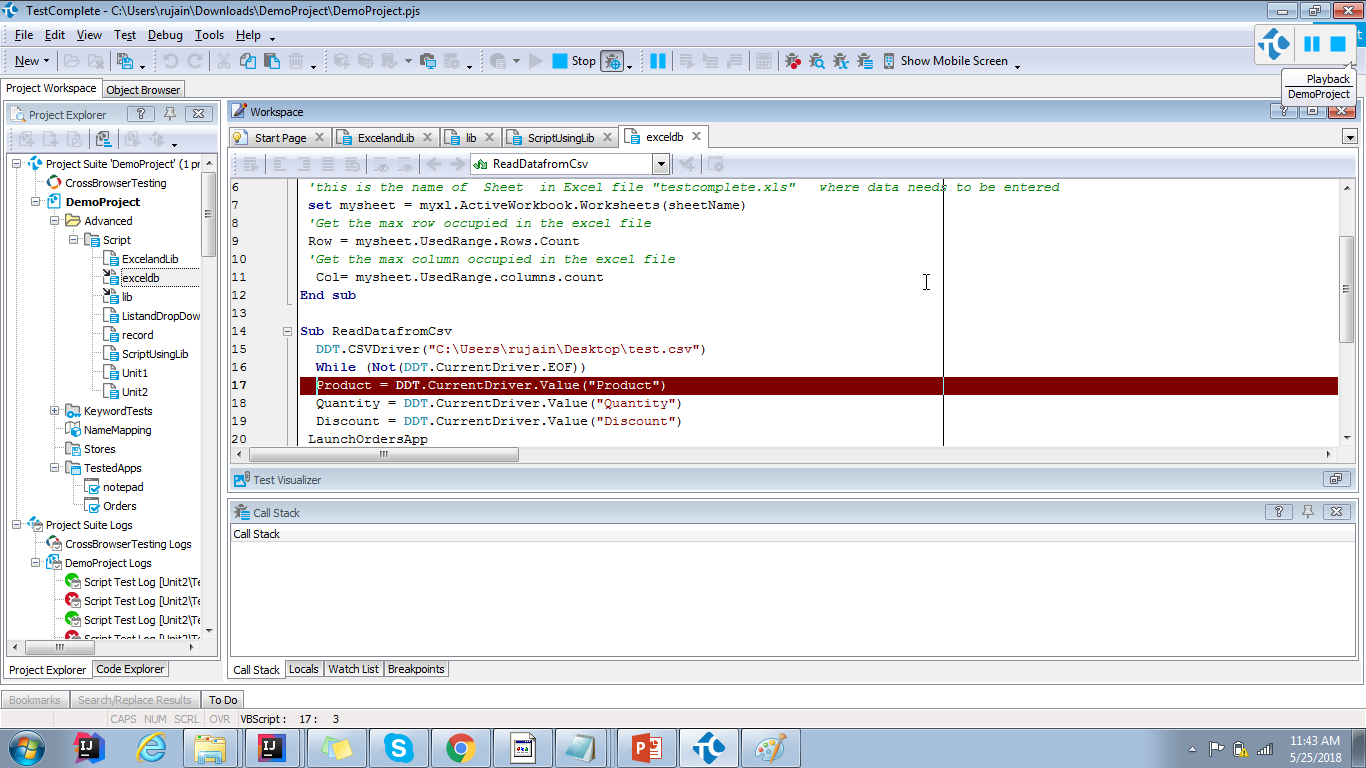 TestComplete - C:\Users\rujain\Downloads\DemoProject\DemoProject.pjs
File Edit View Test Debug Tools Help
New Stop Show Mobile Screen
Playback
DemoProject
Project Workspace Object Browser
Project Explorer
Project Suite 'DemoProject' (1 pr
CrossBrowserTesting
DemoProject
Advanced
Script
ExcelandLib
exceldb
lib
ListandDropDow
record
ScriptUsingLib
Unit1
Unit2
KeywordTests
NameMapping
Stores
TestedApps
notepad
Orders
Project Suite Logs
CrossBrowserTesting Logs
DemoProject Logs
Script Test Log [Unit2\Te
Script Test Log [Unit2\Te
Script Test Log [Unit2\Te
Script Test Log [Unit2\Te
Project Explorer Code Explorer
Workspace
Start Page ExcelandLib lib ScriptUsingLib exceldb
ReadDatafromCsv
6 'this is the name of Sheet in Excel file "testcomplete.xls" where data needs to be entered
7 set mysheet = myxl.ActiveWorkbook.Worksheets(sheetName)
8 'Get the max row occupied in the excel file
9 Row = mysheet.UsedRange.Rows.Count
10 'Get the max column occupied in the excel file
11 Col= mysheet.UsedRange.columns.count
12 End sub
13
14 Sub ReadDatafromCsv
15 DDT.CSVDriver("C:\Users\rujain\Desktop\test.csv")
16 While (Not(DDT.CurrentDriver.EOF))
17 Product = DDT.CurrentDriver.Value("Product")
18 Quantity = DDT.CurrentDriver.Value("Quantity")
19 Discount = DDT.CurrentDriver.Value("Discount")
20 LaunchOrdersApp
Test Visualizer
Call Stack
Call Stack
Call Stack Locals Watch List Breakpoints
Bookmarks Search/Replace Results To Do
CAPS NUM SCRL OVR VBScript : 17 : 3
11:43 AM
5/25/2018